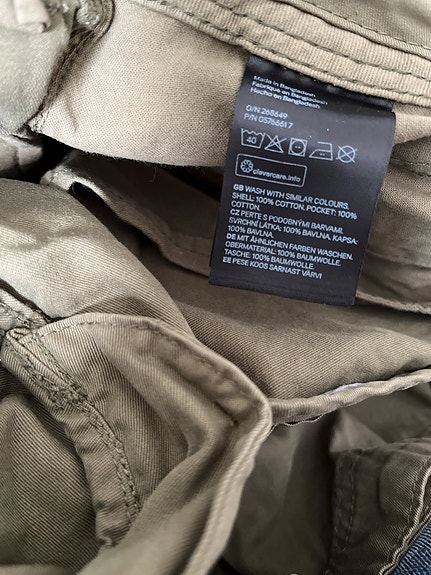 Made in Bangladesh
Fabriqué en Bangladesh
Hecho en Bangladesh
O/N 268649
P/N 05766617
40
clevercare.info
GB WASH WITH SIMILAR COLOURS.
SHELL: 100% COTTON. POCKET: 100%
COTTON.
CZ PERTE S PODOBNÝMI BARVAMI.
SVRCHNÍ LÁTKA: 100% BAVLNA. KAPSA:
100% BAVLNA.
DE MIT ÄHNLICHEN FARBEN WASCHEN.
OBERMATERIAL: 100% BAUMWOLLE.
TASCHE: 100% BAUMWOLLE.
EE PESE KOOS SARNAST VÄRVI